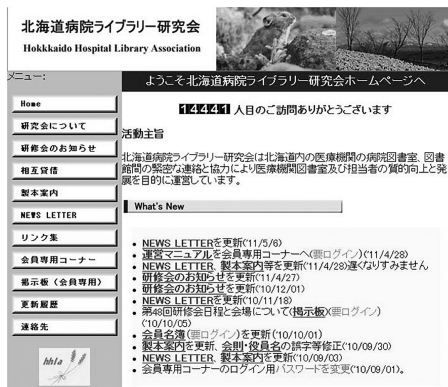 北海道病院ライブラリー研究会
Hokkkaido Hospital Library Association
メニュー:
ようこそ北海道病院ライブラリー研究会ホームページへ
Home
研究会について
研修会のお知らせ
相互貸借
製本案内
NEWS LETTER
リンク集
会員専用コーナー
掲示板(会員専用)
更新履歴
連絡先
hhla
14441 人目のご訪問ありがとうございます
活動主旨
北海道病院ライブラリー研究会は北海道内の医療機関の病院図書室、図書
館間の緊密な連絡と協力により医療機関図書室及び担当者の質的向上と発
展を目的に運営しています。
What's New
NEWS LETTERを更新('11/5/6)
運営マニュアルを会員専用コーナーへ(要ログイン)('11/4/28)
NEWS LETTER、製本案内等を更新('11/4/28)遅くなりすみません
研修会のお知らせを更新('11/4/27)
研修会のお知らせを更新('10/12/01)
NEWS LETTERを更新('10/11/18)
第48回研修会日程と会場について(掲示板)(要ログイン)
('10/10/05)
会員名簿(要ログイン)を更新('10/10/01)
製本案内を更新、会則・役員名の誤字等修正('10/09/30)
NEWS LETTER、製本案内を更新('10/09/03)
会員専用コーナーのログイン用パスワードを変更('10/09/01)。